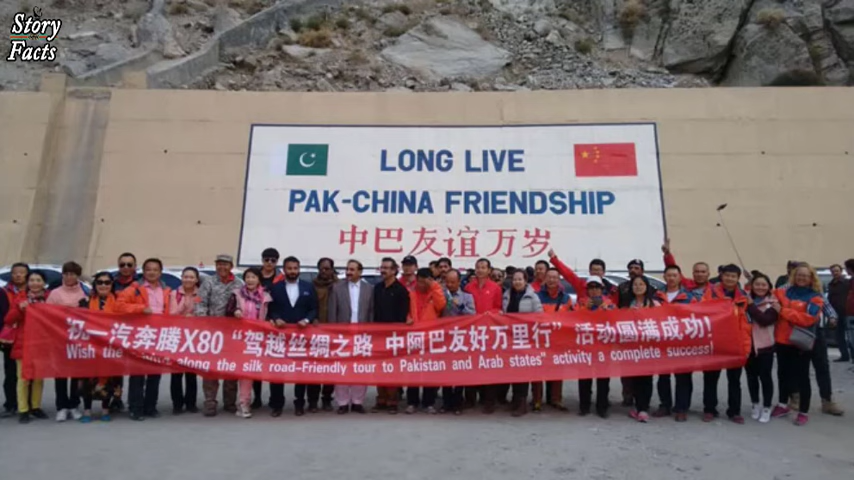 Story
Facts
LONG LIVE
PAK-CHINA FRIENDSHIP
中巴友谊万岁
祝一汽奔腾X80 “驾越丝绸之路 中阿巴友好万里行” 活动圆满成功!
Wish the along the silk road-Friendly tour to Pakistan and Arab states" activity a complete success!